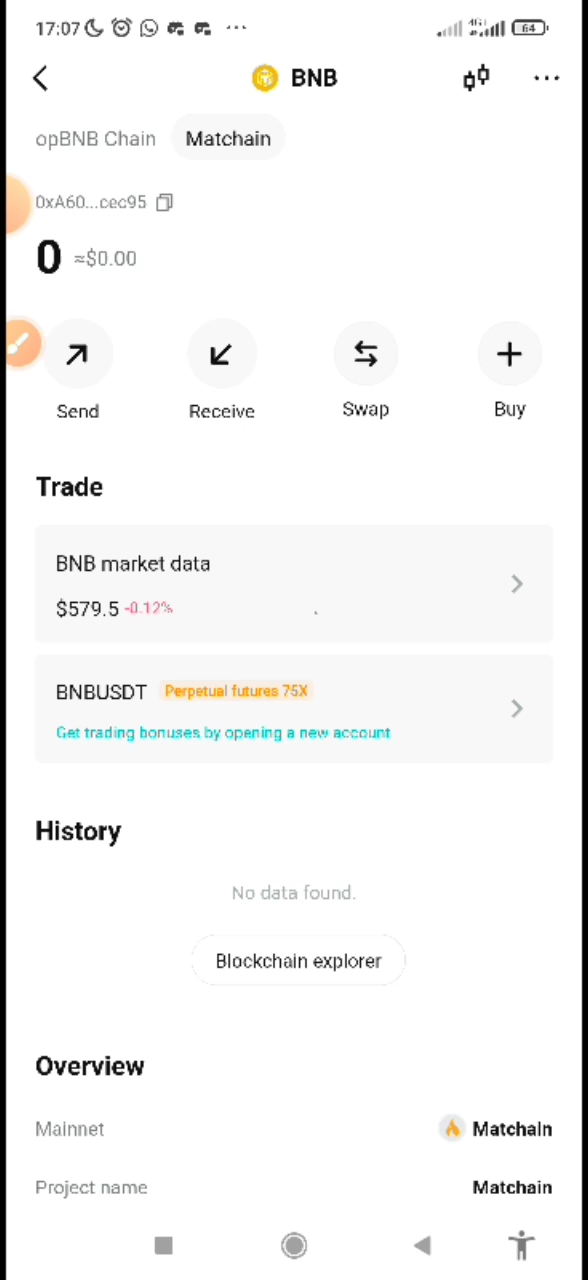 17:07
4G
64
BNB
opBNB Chain Matchain
0xA60...cec95
0 ≈$0.00
Send Receive Swap Buy
Trade
BNB market data
$579.5 -0.12%
BNBUSDT Perpetual futures 75X
Get trading bonuses by opening a new account
History
No data found.
Blockchain explorer
Overview
Mainnet Matchain
Project name Matchain